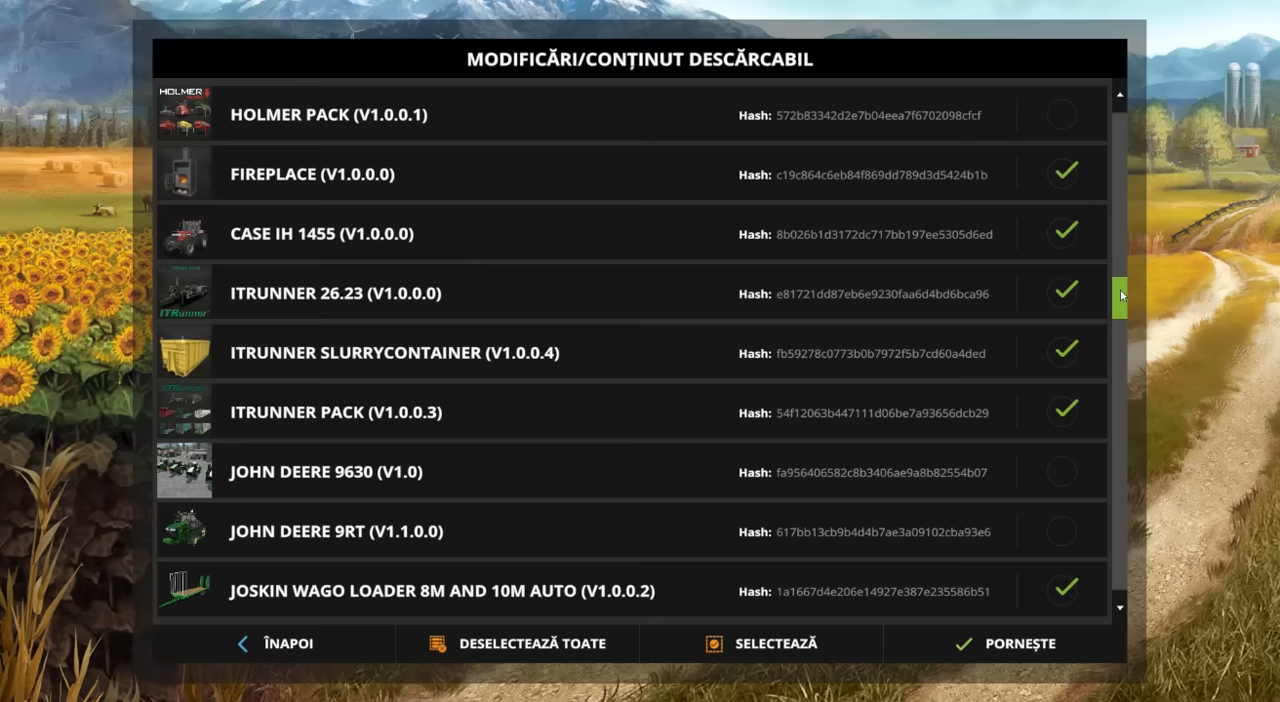 MODIFICĂRI/CONȚINUT DESCĂRCABIL
HOLMER
HOLMER PACK (V1.0.0.1) Hash: 572b83342d2e7b04eea7f6702098cfcf
FIREPLACE (V1.0.0.0) Hash: c19c864c6eb84f869dd789d3d5424b1b
CASE IH 1455 (V1.0.0.0) Hash: 8b026b1d3172dc717bb197ee5305d6ed
ITRUNNER 26.23 (V1.0.0.0) Hash: e81721dd87eb6e9230faa6d4bd6bca96
ITRunner
ITRUNNER SLURRYCONTAINER (V1.0.0.4) Hash: fb59278c0773b0b7972f5b7cd60a4ded
ITRUNNER PACK (V1.0.0.3) Hash: 54f12063b447111d06be7a93656dcb29
JOHN DEERE 9630 (V1.0) Hash: fa956406582c8b3406ae9a8b82554b07
JOHN DEERE 9RT (V1.1.0.0) Hash: 617bb13cb9b4d4b7ae3a09102cba93e6
JOSKIN WAGO LOADER 8M AND 10M AUTO (V1.0.0.2) Hash: 1a1667d4e206e14927e387e235586b51
ÎNAPOI DESELECTEAZĂ TOATE SELECTEAZĂ PORNEȘTE